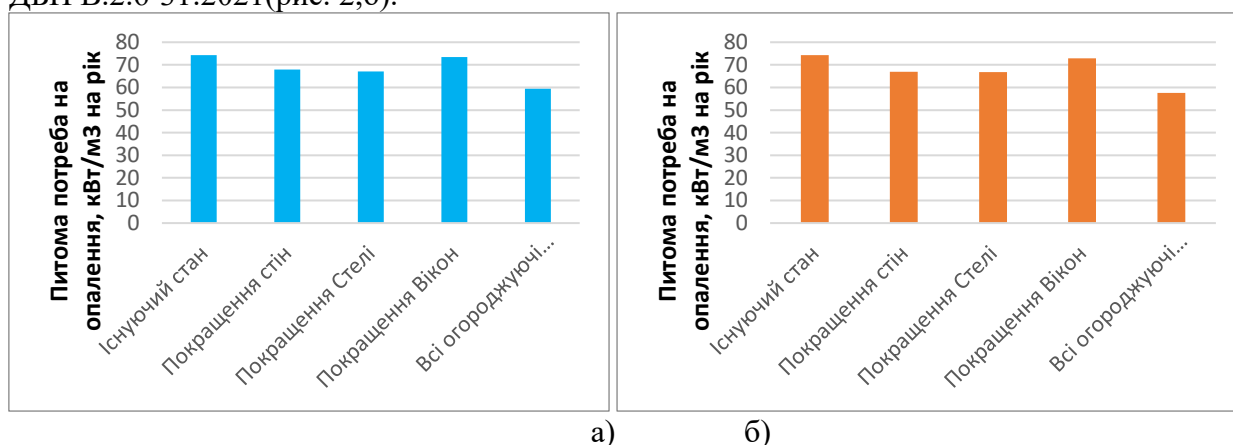 ДБН В.2.6-31:2021(рис. 2,б).
80
70
60
50
40
30
20
10
0
Питома потреба на
опалення, кВт/м3 на рік
Існуючий стан
Покращення стін
Покращення Стелі
Покращення Вікон
Всі огороджуючі...
80
70
60
50
40
30
20
10
0
Питома потреба на
опалення, кВт/м3 на рік
Існуючий стан
Покращення стін
Покращення Стелі
Покращення Вікон
Всі огороджуючі...
а) б)